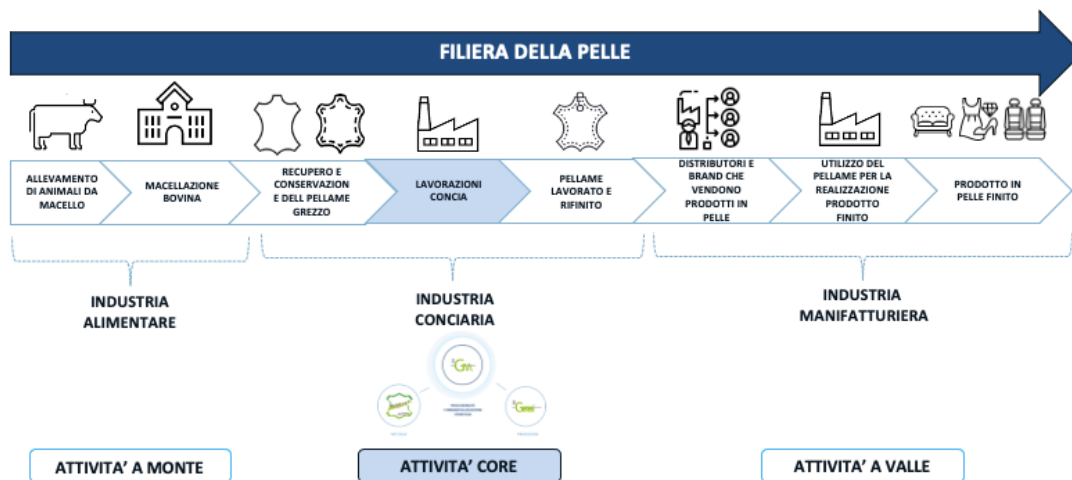 FILIERA DELLA PELLE
ALLEVAMENTO
DI ANIMALI DA
MACELLO
MACELLAZIONE
BOVINA
RECUPERO E
CONSERVAZION
E DELL PELLAME
GREZZO
LAVORAZIONI
CONCIA
PELLAME
LAVORATO E
RIFINITO
DISTRIBUTORI E
BRAND CHE
VENDONO
PRODOTTI IN
PELLE
UTILIZZO DEL
PELLAME PER LA
REALIZZAZIONE
PRODOTTO
FINITO
PRODOTTO IN
PELLE FINITO
INDUSTRIA
ALIMENTARE
INDUSTRIA
CONCIARIA
INDUSTRIA
MANIFATTURIERA
ATTIVITA’ A MONTE
ATTIVITA’ CORE
ATTIVITA’ A VALLE